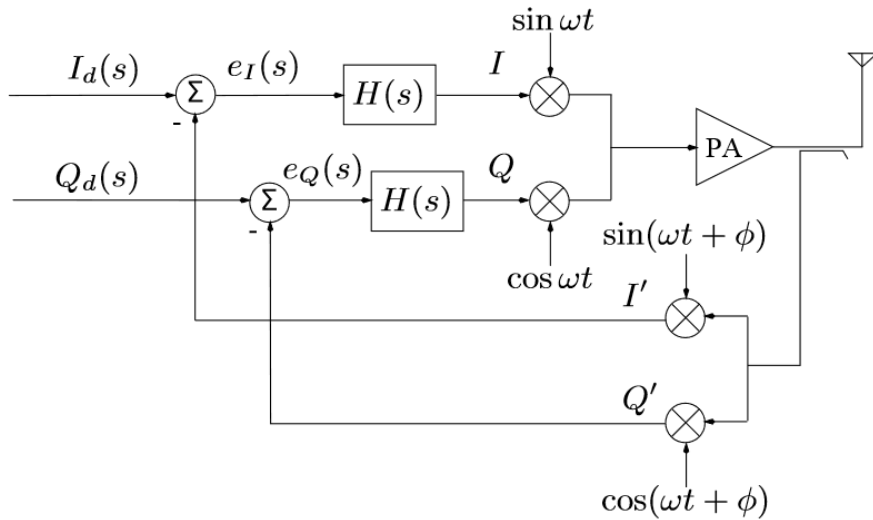 sin ωt
I_d(s)
e_I(s)
I
Σ
H(s)
-
PA
Q_d(s)
e_Q(s)
Q
Σ
H(s)
-
sin(ωt + ϕ)
cos ωt
I′
Q′
cos(ωt + ϕ)